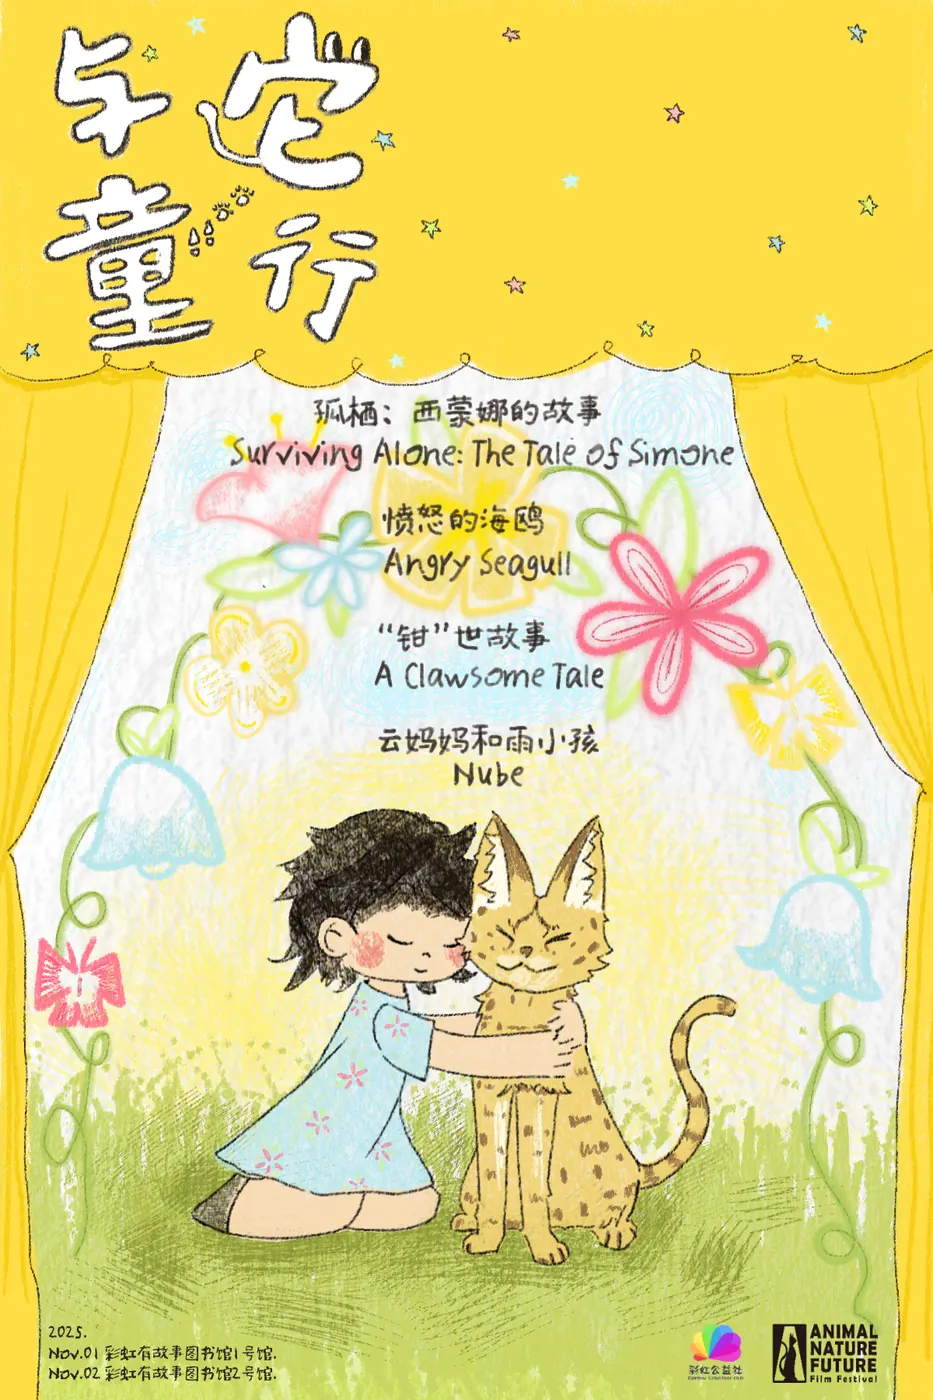 与它
童行
孤栖：西蒙娜的故事
Surviving Alone: The Tale of Simone
愤怒的海鸥
Angry Seagull
“钳”世故事
A Clawsome Tale
云妈妈和雨小孩
Nube
2025.
Nov.01 彩虹有故事图书馆1号馆.
Nov.02 彩虹有故事图书馆2号馆.
彩虹公益社
ANIMAL
NATURE
FUTURE
Film Festival